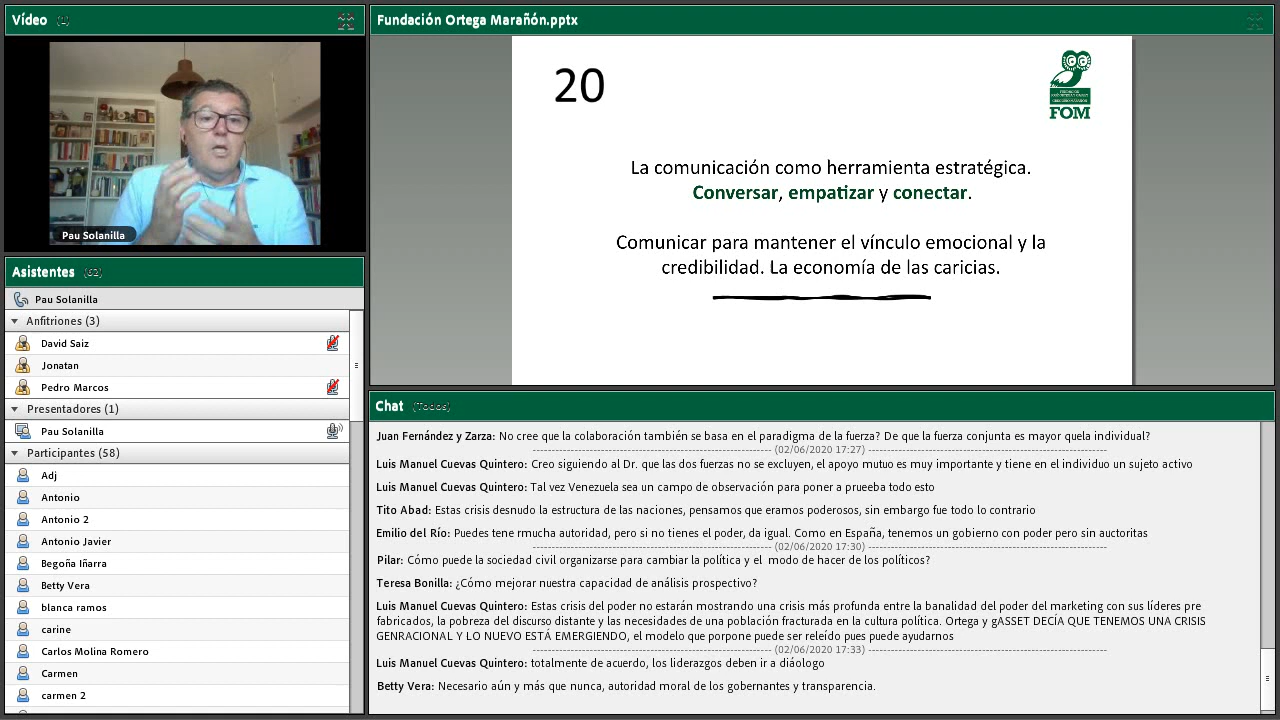 Vídeo (1)
Pau Solanilla
Asistentes (62)
Pau Solanilla
Anfitriones (3)
David Saiz
Jonatan
Pedro Marcos
Presentadores (1)
Pau Solanilla
Participantes (58)
Adj
Antonio
Antonio 2
Antonio Javier
Begoña Iñarra
Betty Vera
blanca ramos
carine
Carlos Molina Romero
Carmen
carmen 2
Fundación Ortega Marañón.pptx
20
FOM
La comunicación como herramienta estratégica.
Conversar, empatizar y conectar.
Comunicar para mantener el vínculo emocional y la
credibilidad. La economía de las caricias.
Chat (Todos)
Juan Fernández y Zarza: No cree que la colaboración también se basa en el paradigma de la fuerza? De que la fuerza conjunta es mayor quela individual?
(02/06/2020 17:27)
Luis Manuel Cuevas Quintero: Creo siguiendo al Dr. que las dos fuerzas no se excluyen, el apoyo mutuo es muy importante y tiene en el individuo un sujeto activo
Luis Manuel Cuevas Quintero: Tal vez Venezuela sea un campo de observación para poner a prueeba todo esto
Tito Abad: Estas crisis desnudo la estructura de las naciones, pensamos que eramos poderosos, sin embargo fue todo lo contrario
Emilio del Río: Puedes tene rmucha autoridad, pero si no tienes el poder, da igual. Como en España, tenemos un gobierno con poder pero sin auctoritas
(02/06/2020 17:30)
Pilar: Cómo puede la sociedad civil organizarse para cambiar la política y el modo de hacer de los políticos?
Teresa Bonilla: ¿Cómo mejorar nuestra capacidad de análisis prospectivo?
Luis Manuel Cuevas Quintero: Estas crisis del poder no estarán mostrando una crisis más profunda entre la banalidad del poder del marketing con sus líderes pre
fabricados, la pobreza del discurso distante y las necesidades de una población fracturada en la cultura política. Ortega y gASSET DECÍA QUE TENEMOS UNA CRISIS
GENRACIONAL Y LO NUEVO ESTÁ EMERGIENDO, el modelo que porpone puede ser releído pues puede ayudarnos
(02/06/2020 17:33)
Luis Manuel Cuevas Quintero: totalmente de acuerdo, los liderazgos deben ir a diáologo
Betty Vera: Necesario aún y más que nunca, autoridad moral de los gobernantes y transparencia.